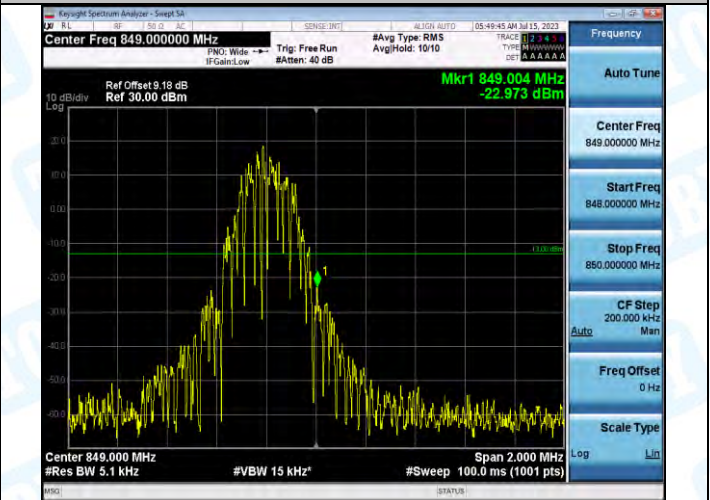 Keysight Spectrum Analyzer - Swept SA
RL RF 50 Ω AC SENSE:INT ALIGN AUTO 05:49:45 AM Jul 15, 2023
Center Freq 849.000000 MHz
PNO: Wide
IFGain:Low
Trig: Free Run
#Atten: 40 dB
#Avg Type: RMS
Avg|Hold: 10/10
TRACE 1 2 3 4 5 6
TYPE
DET A A A A A A
Ref Offset 9.18 dB
Ref 30.00 dBm
10 dB/div
Log
Mkr1 849.004 MHz
-22.973 dBm
20.0
10.0
0.00
-10.0
-13.00 dBm
-20.0
1
-30.0
-40.0
-50.0
-60.0
Center 849.000 MHz
Span 2.000 MHz
#Res BW 5.1 kHz
#VBW 15 kHz*
#Sweep 100.0 ms (1001 pts)
MSG
STATUS
Frequency
Auto Tune
Center Freq
849.000000 MHz
Start Freq
848.000000 MHz
Stop Freq
850.000000 MHz
CF Step
200.000 kHz
Auto Man
Freq Offset
0 Hz
Scale Type
Log Lin